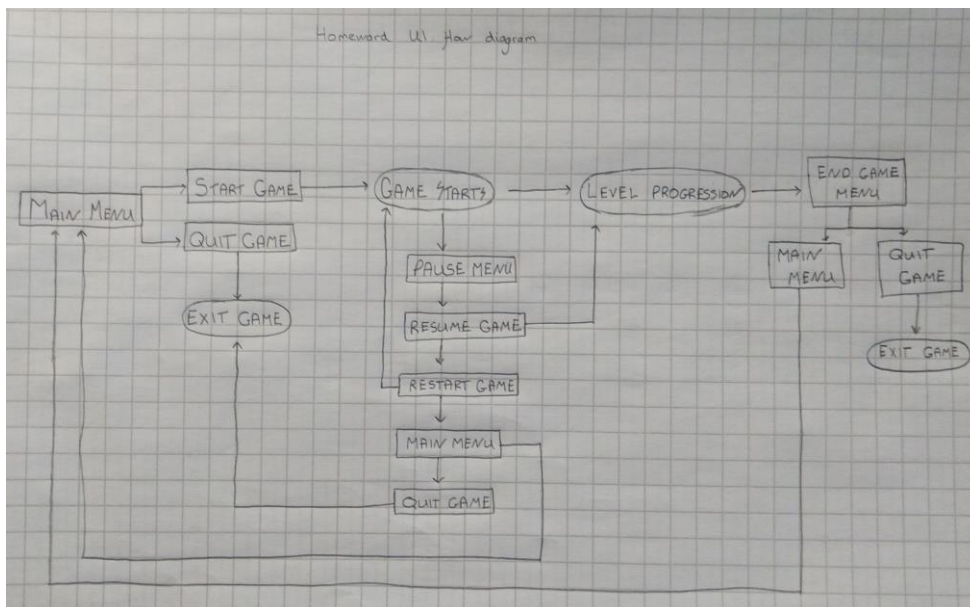 Homeward UI flow diagram
MAIN MENU
START GAME
QUIT GAME
EXIT GAME
GAME STARTS
PAUSE MENU
RESUME GAME
RESTART GAME
MAIN MENU
QUIT GAME
LEVEL PROGRESSION
END GAME
MENU
MAIN
MENU
QUIT
GAME
EXIT GAME